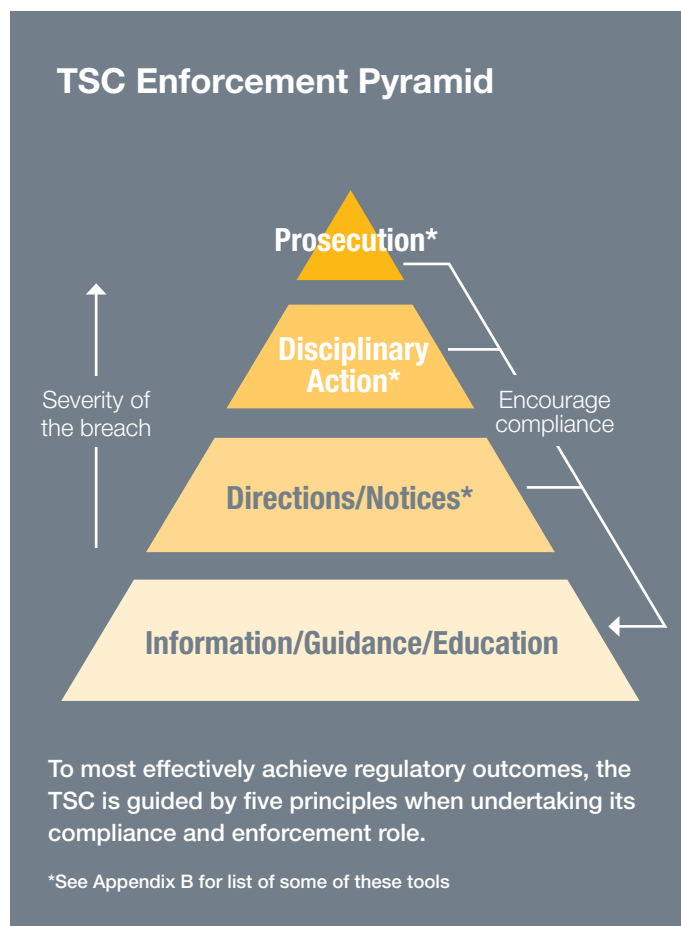 TSC Enforcement Pyramid
Prosecution*
Disciplinary
Action*
Severity of
the breach
Encourage
compliance
Directions/Notices*
Information/Guidance/Education
To most effectively achieve regulatory outcomes, the
TSC is guided by five principles when undertaking its
compliance and enforcement role.
*See Appendix B for list of some of these tools